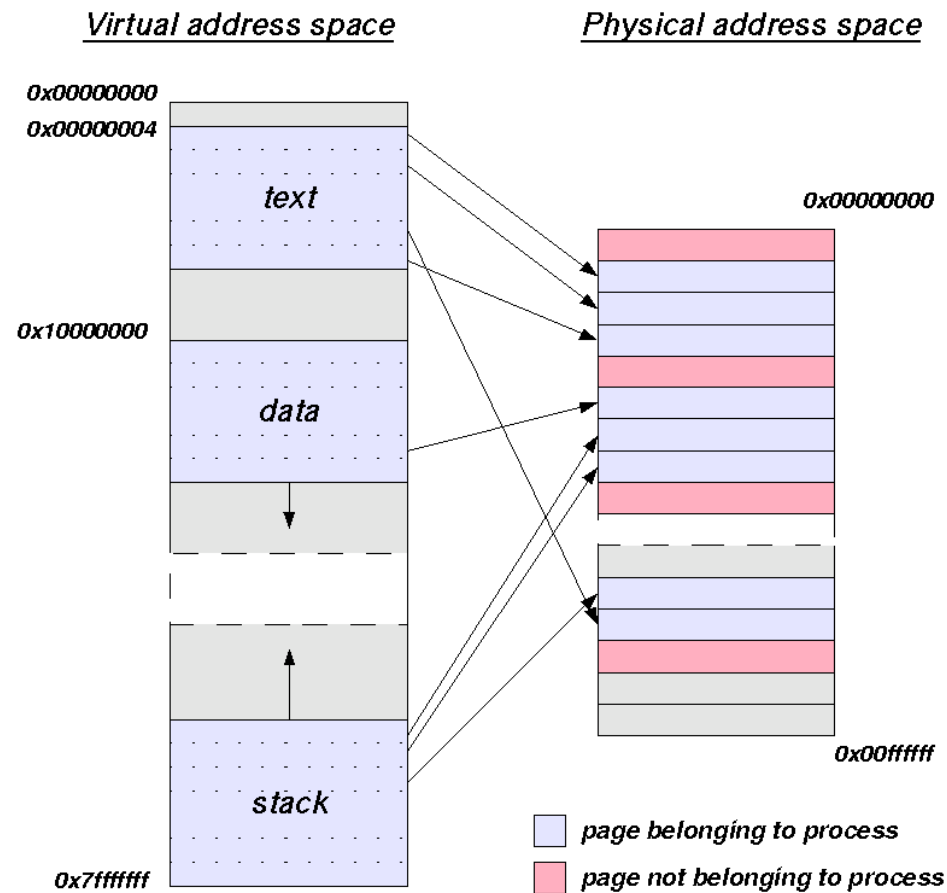 Virtual address space
Physical address space
0x00000000
0x00000004
text
0x00000000
0x10000000
data
0x00ffffff
stack
page belonging to process
0x7fffffff
page not belonging to process